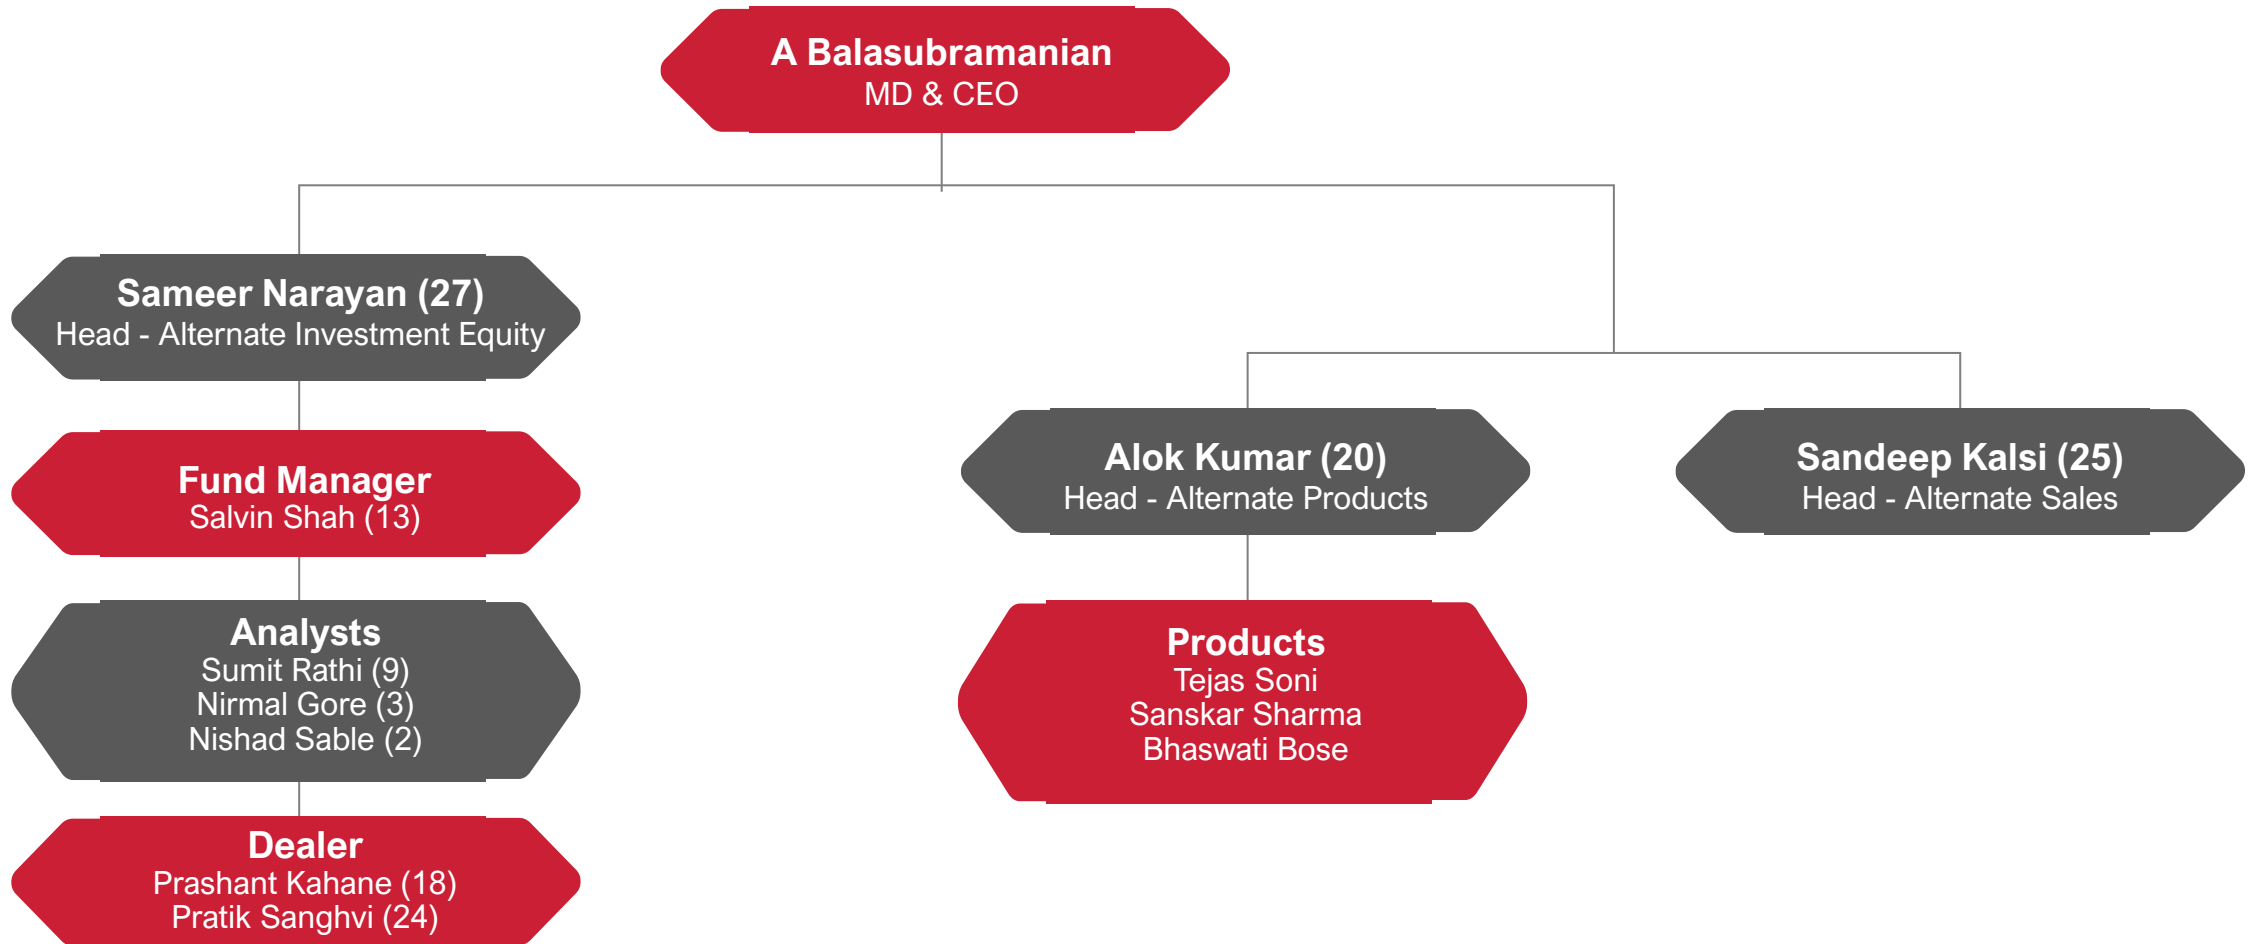 A Balasubramanian
MD & CEO
Sameer Narayan (27)
Head - Alternate Investment Equity
Fund Manager
Salvin Shah (13)
Analysts
Sumit Rathi (9)
Nirmal Gore (3)
Nishad Sable (2)
Dealer
Prashant Kahane (18)
Pratik Sanghvi (24)
Alok Kumar (20)
Head - Alternate Products
Products
Tejas Soni
Sanskar Sharma
Bhaswati Bose
Sandeep Kalsi (25)
Head - Alternate Sales